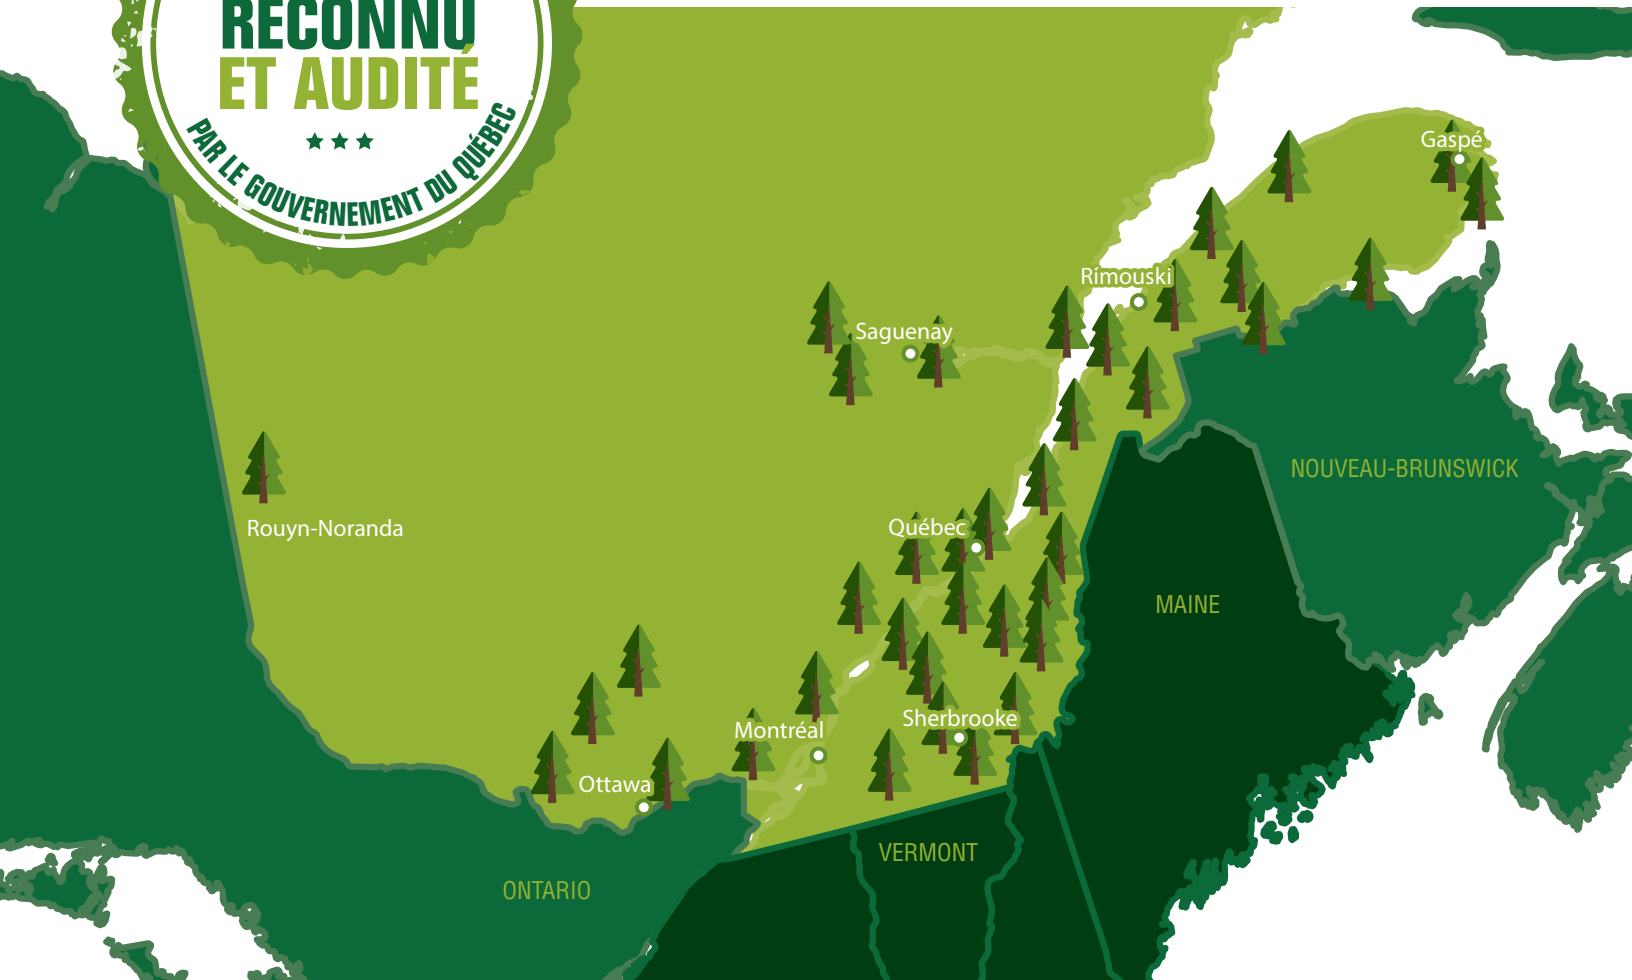 RECONNU
ET AUDITÉ
PAR LE GOUVERNEMENT DU QUÉBEC
Gaspé
Rimouski
Saguenay
NOUVEAU-BRUNSWICK
Rouyn-Noranda
Québec
MAINE
Sherbrooke
Montréal
Ottawa
VERMONT
ONTARIO